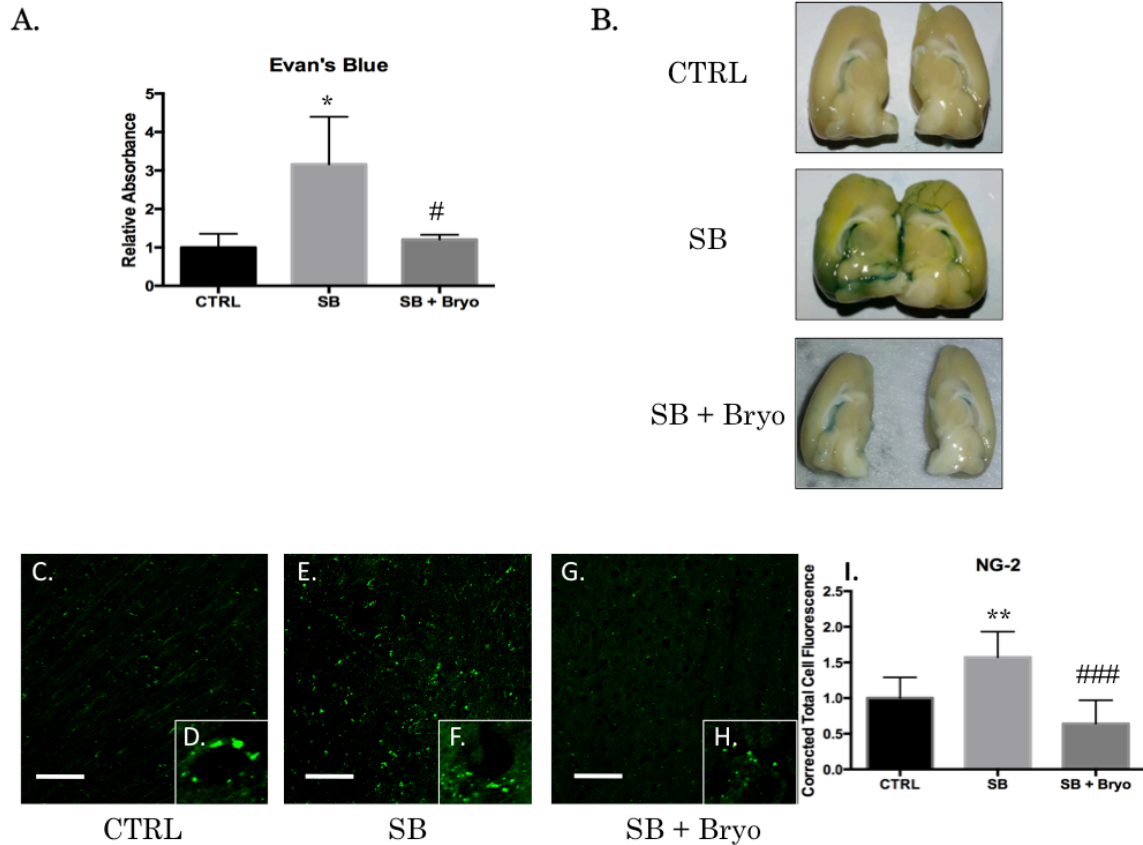 A.
Evan's Blue
Relative Absorbance
5
4
3
2
1
0
*
#
CTRL
SB
SB + Bryo
B.
CTRL
SB
SB + Bryo
C.
D.
CTRL
E.
F.
SB
G.
H.
SB + Bryo
I.
NG-2
Corrected Total Cell Fluorescence
2.5
2.0
1.5
1.0
0.5
0.0
**
###
CTRL
SB
SB + Bryo